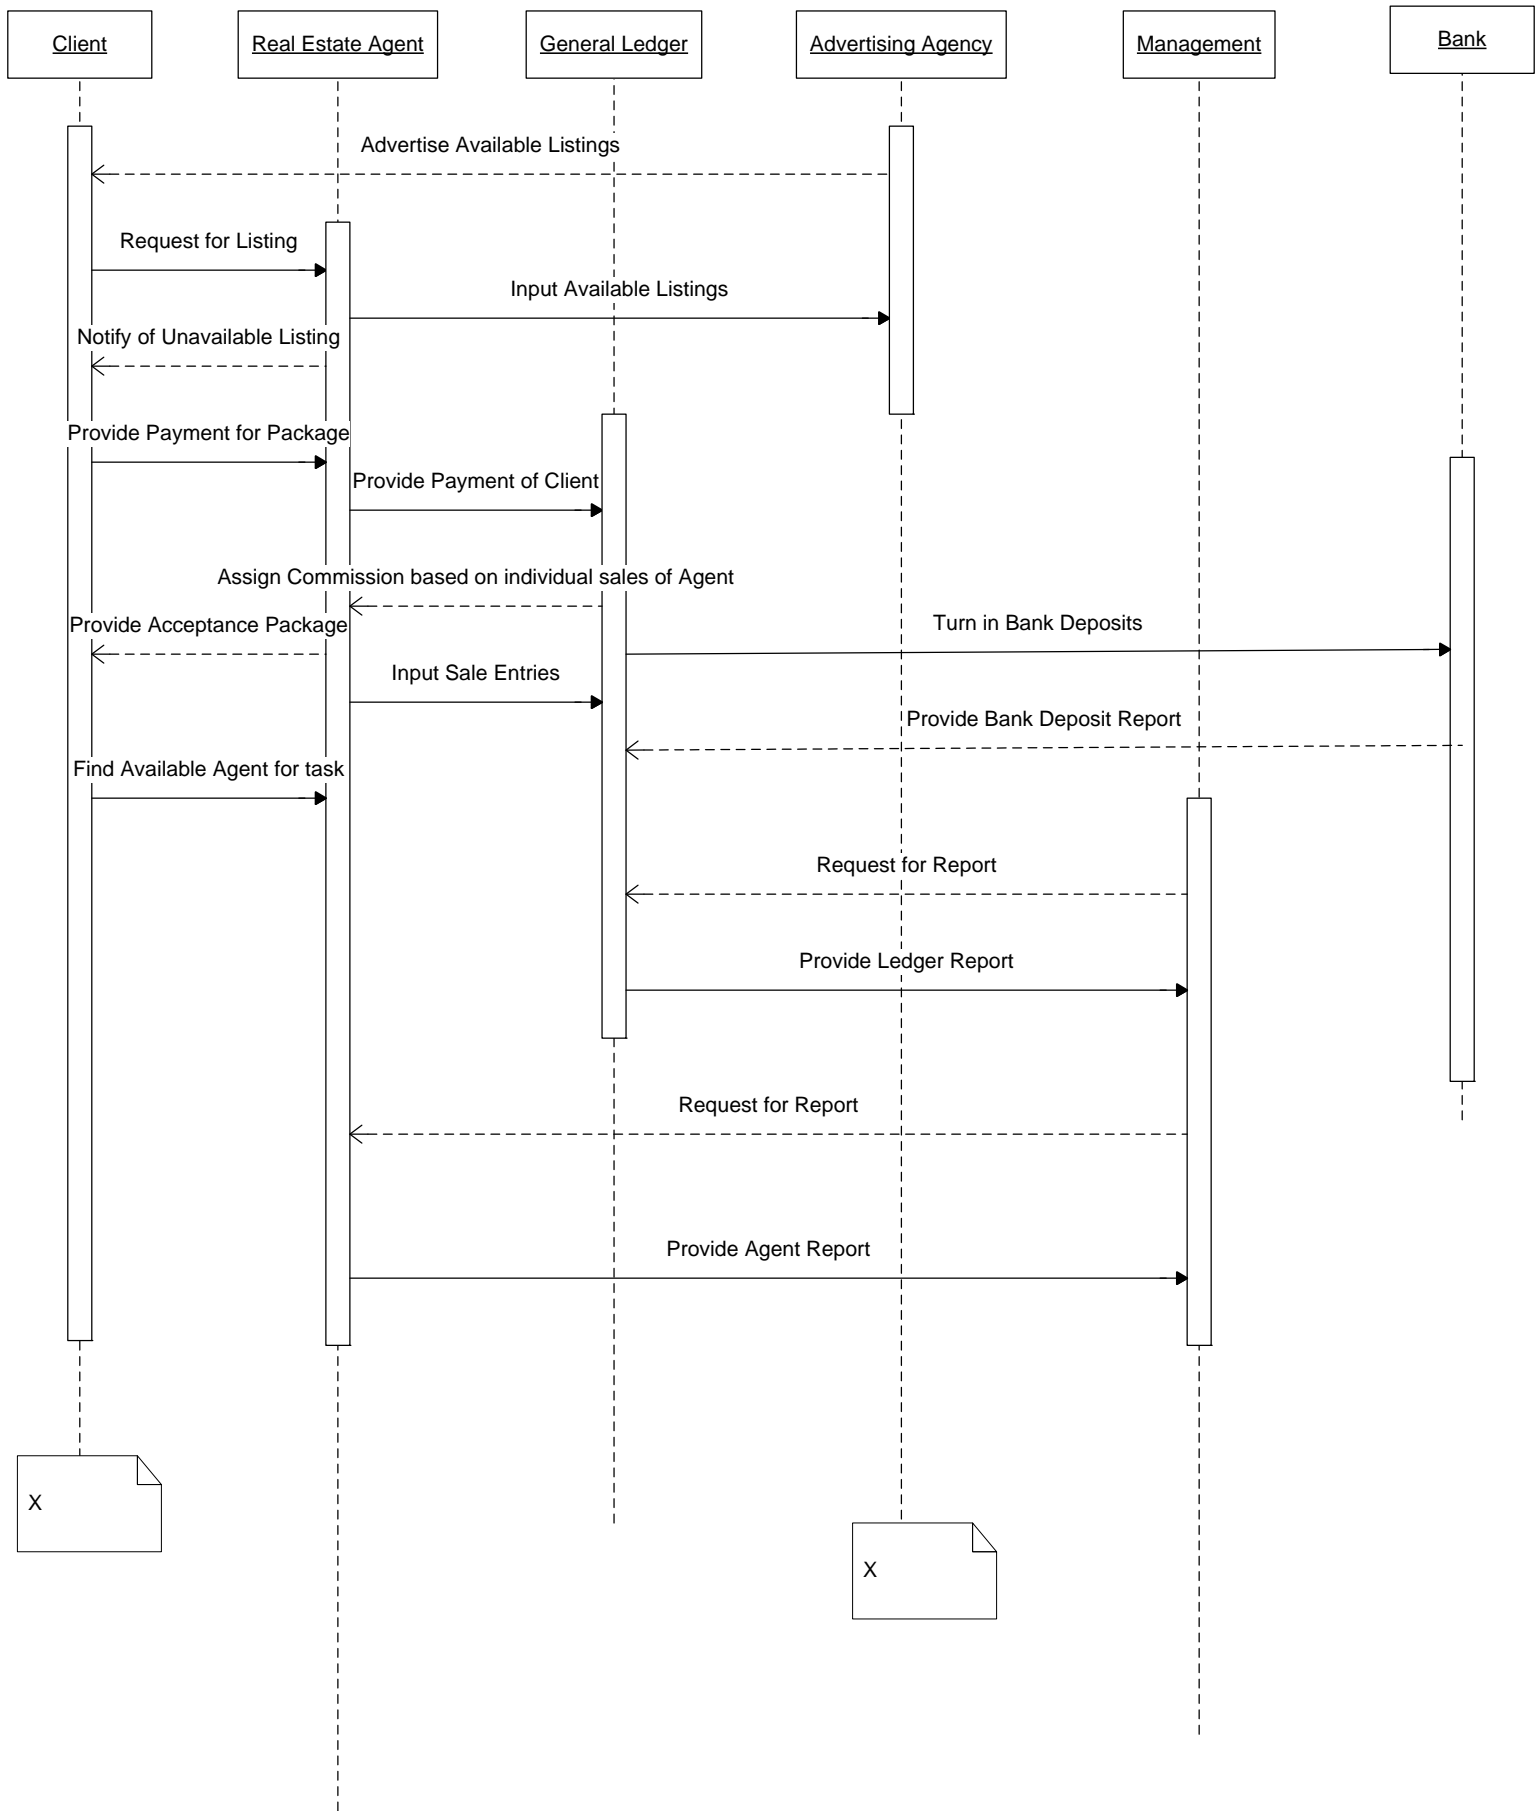 Client
Real Estate Agent
General Ledger
Advertising Agency
Management
Bank
Advertise Available Listings
Request for Listing
Input Available Listings
Notify of Unavailable Listing
Provide Payment for Package
Provide Payment of Client
Assign Commission based on individual sales of Agent
Provide Acceptance Package
Turn in Bank Deposits
Input Sale Entries
Provide Bank Deposit Report
Find Available Agent for task
Request for Report
Provide Ledger Report
Request for Report
Provide Agent Report
X
X